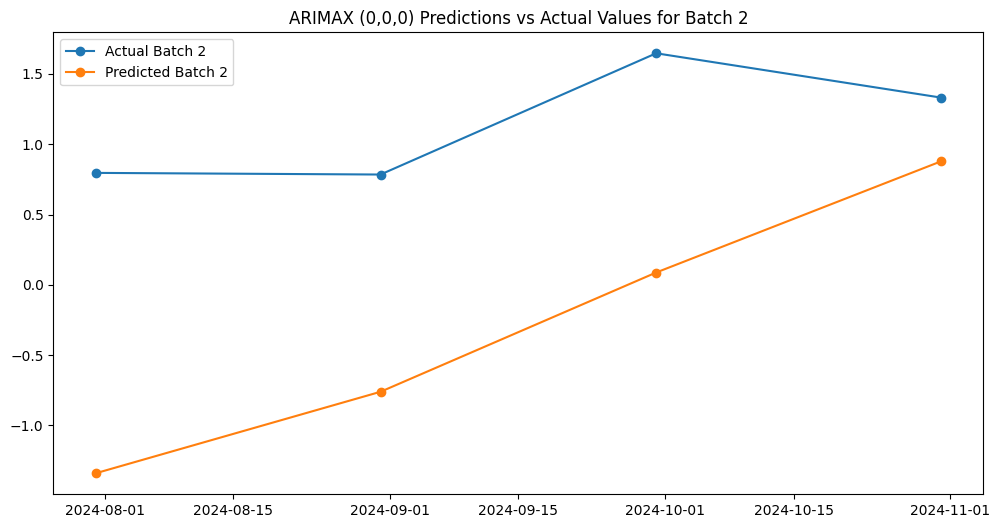 ARIMAX (0,0,0) Predictions vs Actual Values for Batch 2
Actual Batch 2
Predicted Batch 2
1.5
1.0
0.5
0.0
−0.5
−1.0
2024-08-01 2024-08-15 2024-09-01 2024-09-15 2024-10-01 2024-10-15 2024-11-01